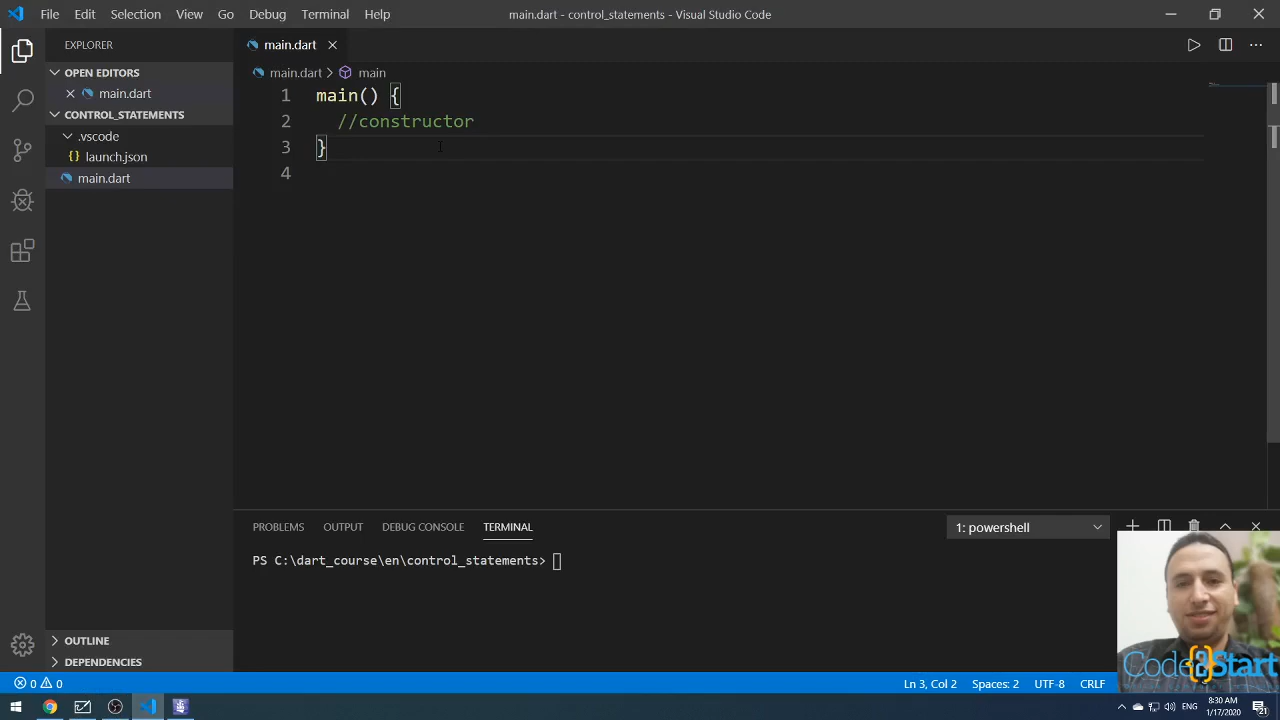 File Edit Selection View Go Debug Terminal Help
main.dart - control_statements - Visual Studio Code
EXPLORER
OPEN EDITORS
main.dart
CONTROL_STATEMENTS
.vscode
{} launch.json
main.dart
OUTLINE
DEPENDENCIES
main.dart
main.dart > main
1 main() {
2 //constructor
3 }
4
PROBLEMS OUTPUT DEBUG CONSOLE TERMINAL
1: powershell
PS C:\dart_course\en\control_statements>
Code{2}Start
0 0
Ln 3, Col 2 Spaces: 2 UTF-8 CRLF
ENG
8:30 AM
1/17/2020
21